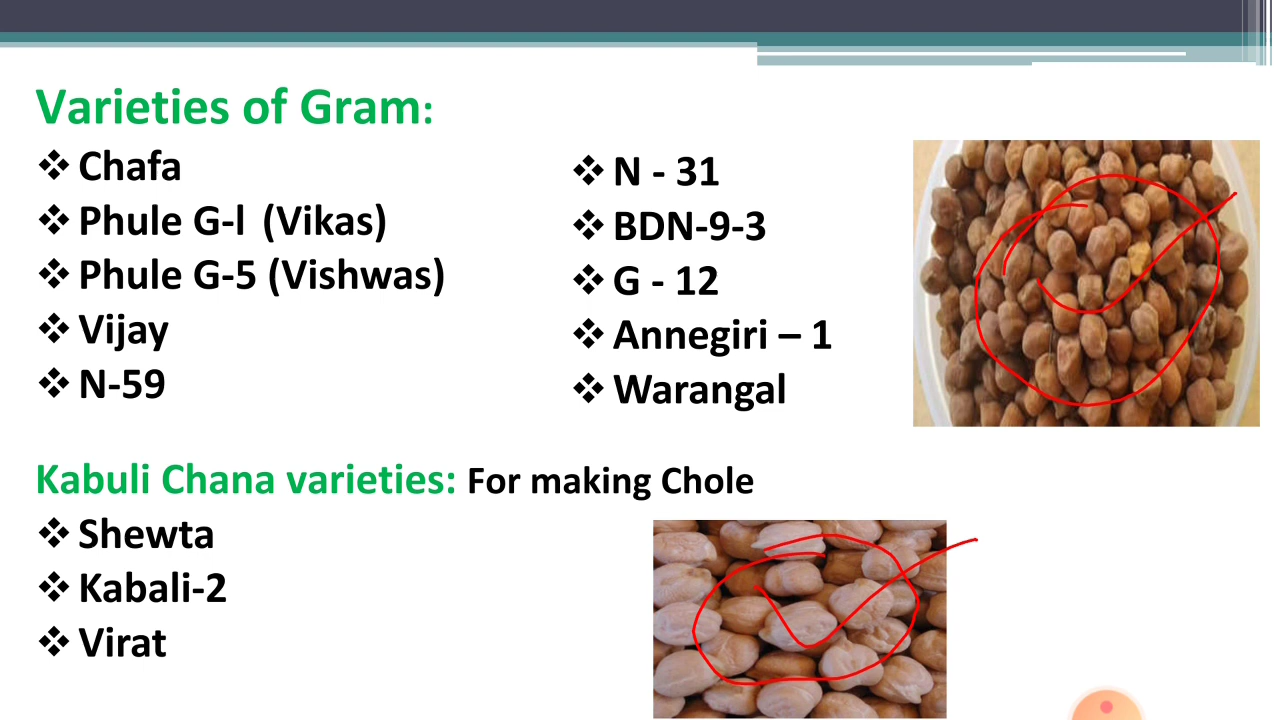 Varieties of Gram:
❖ Chafa
❖ Phule G-l (Vikas)
❖ Phule G-5 (Vishwas)
❖ Vijay
❖ N-59
❖ N - 31
❖ BDN-9-3
❖ G - 12
❖ Annegiri – 1
❖ Warangal
Kabuli Chana varieties: For making Chole
❖ Shewta
❖ Kabali-2
❖ Virat